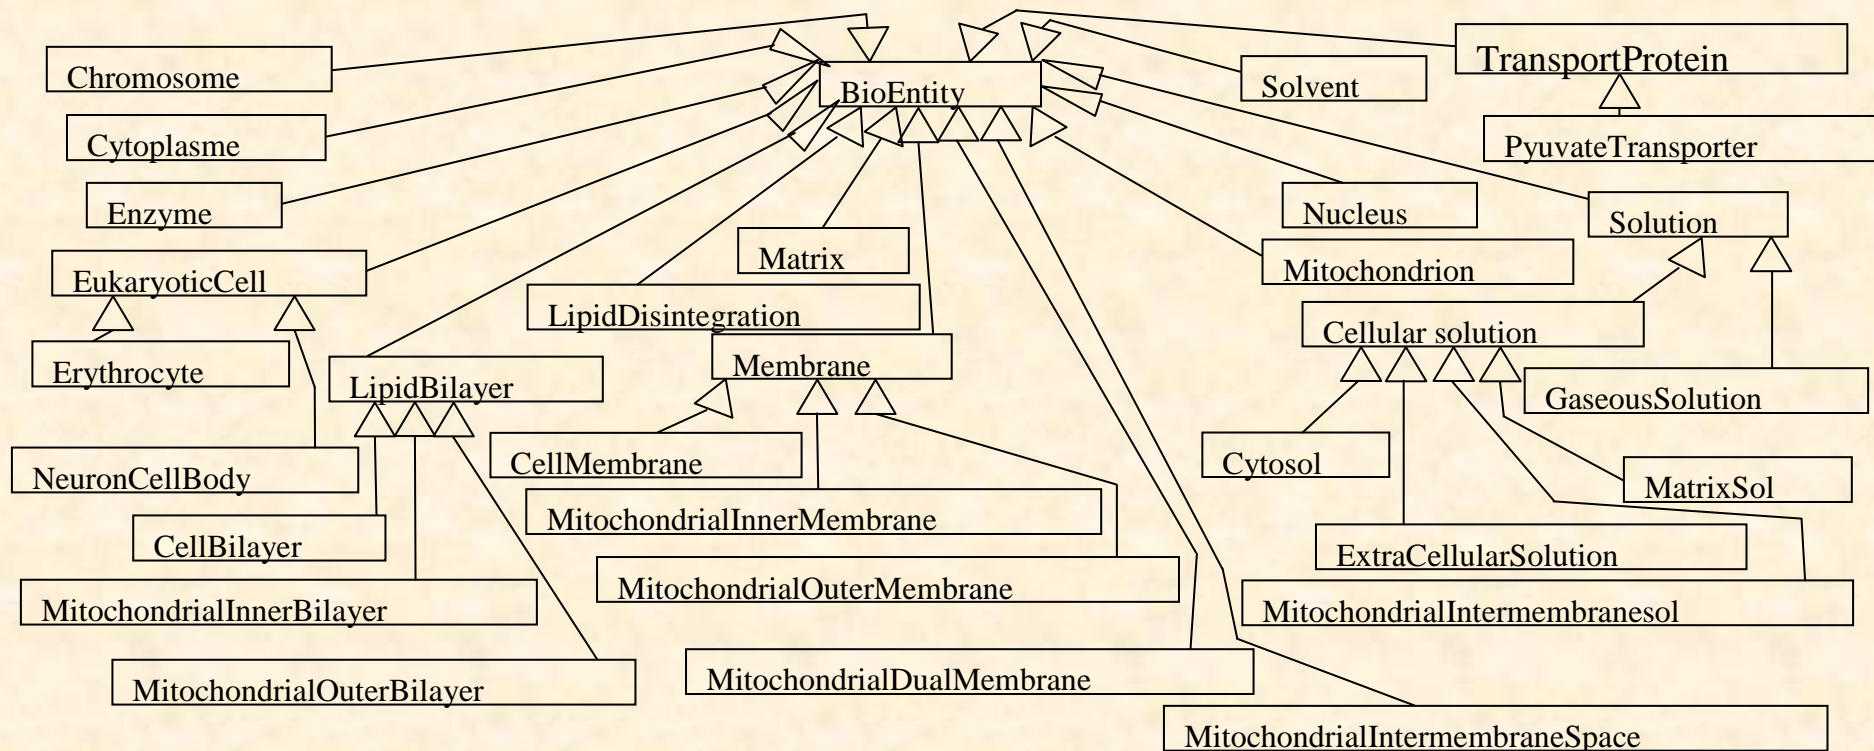 Chromosome
TransportProtein
Solvent
BioEntity
Cytoplasme
PyuvateTransporter
Enzyme
Nucleus
Solution
Matrix
Mitochondrion
EukaryoticCell
LipidDisintegration
Cellular solution
Erythrocyte
Membrane
LipidBilayer
GaseousSolution
CellMembrane
Cytosol
NeuronCellBody
MatrixSol
MitochondrialInnerMembrane
CellBilayer
ExtraCellularSolution
MitochondrialOuterMembrane
MitochondrialInnerBilayer
MitochondrialIntermembranesol
MitochondrialDualMembrane
MitochondrialOuterBilayer
MitochondrialIntermembraneSpace